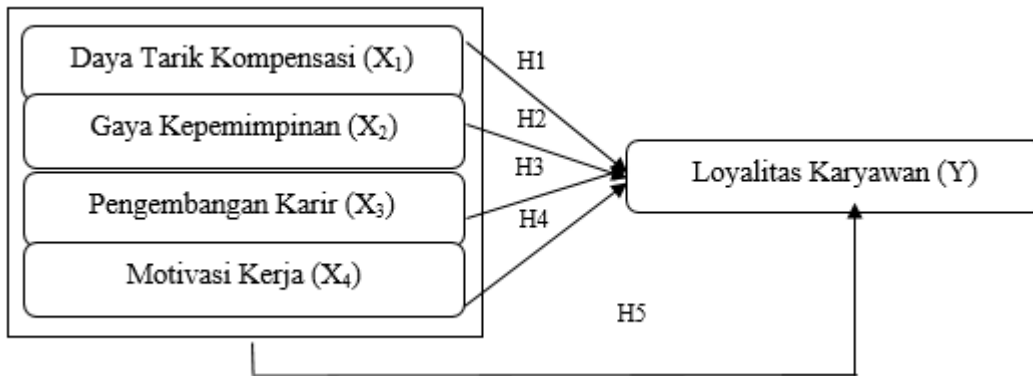 Daya Tarik Kompensasi (X₁)
Gaya Kepemimpinan (X₂)
Pengembangan Karir (X₃)
Motivasi Kerja (X₄)
H1
H2
H3
H4
H5
Loyalitas Karyawan (Y)